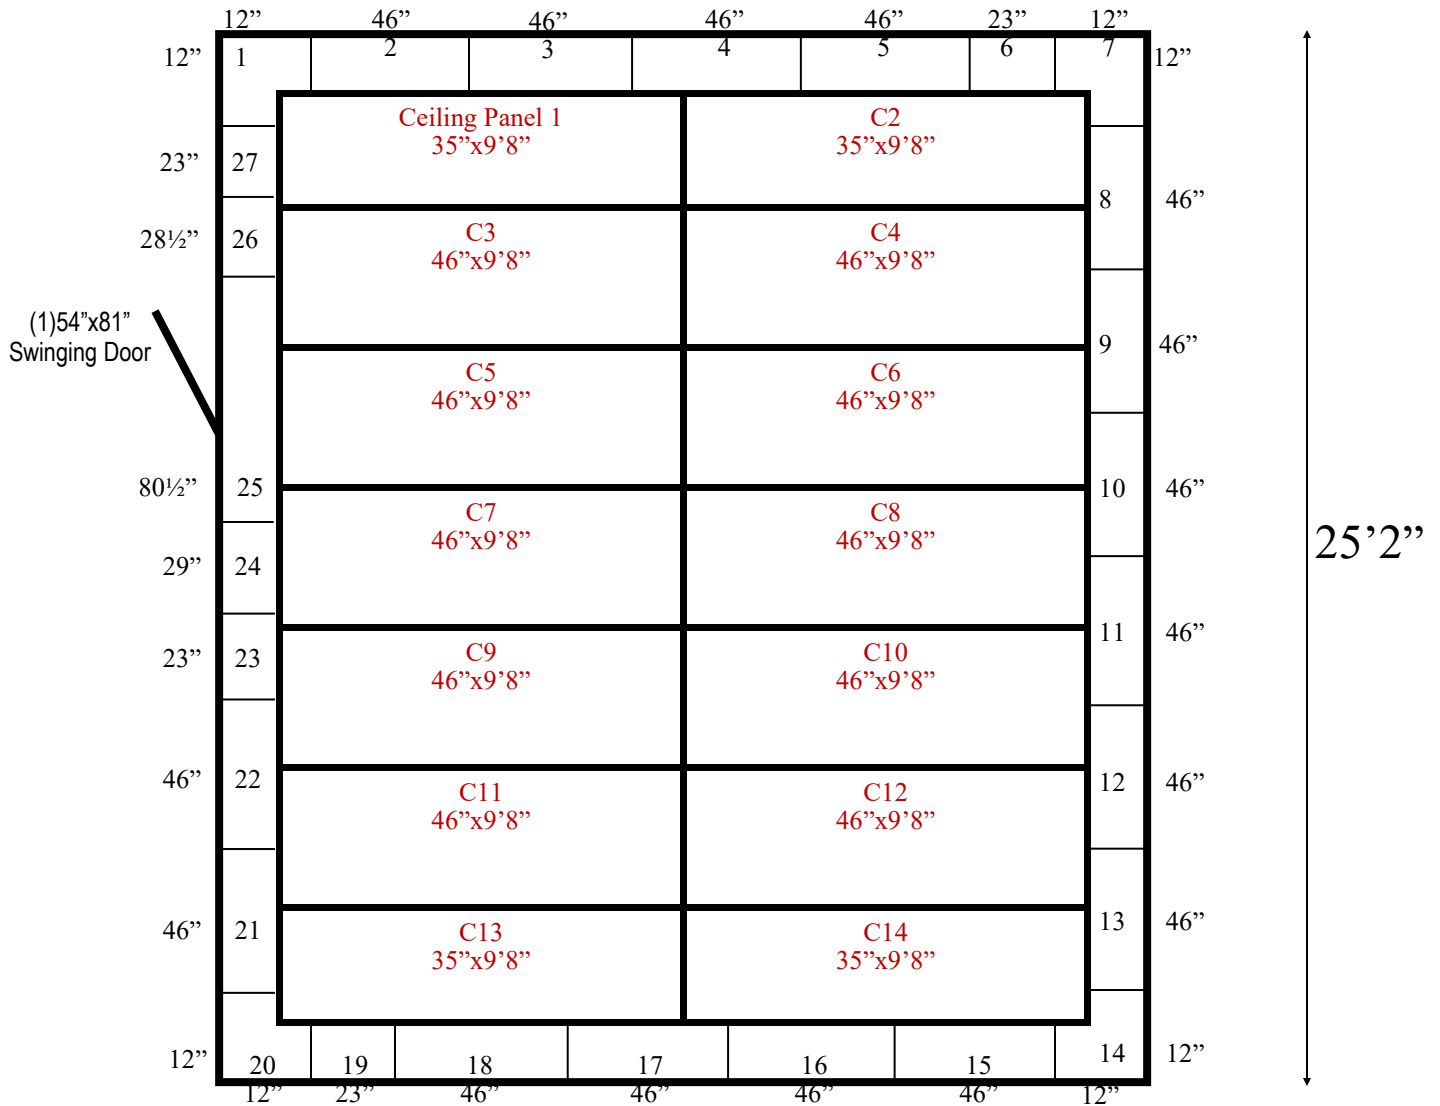 12” 46” 46” 46” 46” 23” 12”
12” 1 2 3 4 5 6 7 12”
Ceiling Panel 1
35”x9’8”
C2
35”x9’8”
23” 27
8 46”
28½” 26
C3
46”x9’8”
C4
46”x9’8”
(1)54”x81”
Swinging Door
9 46”
C5
46”x9’8”
C6
46”x9’8”
80½” 25
10 46”
C7
46”x9’8”
C8
46”x9’8”
25’2”
29” 24
11 46”
23” 23
C9
46”x9’8”
C10
46”x9’8”
46” 22
12 46”
C11
46”x9’8”
C12
46”x9’8”
46” 21
13 46”
C13
35”x9’8”
C14
35”x9’8”
12” 20 19 18 17 16 15 14 12”
12” 23” 46” 46” 46” 46” 12”